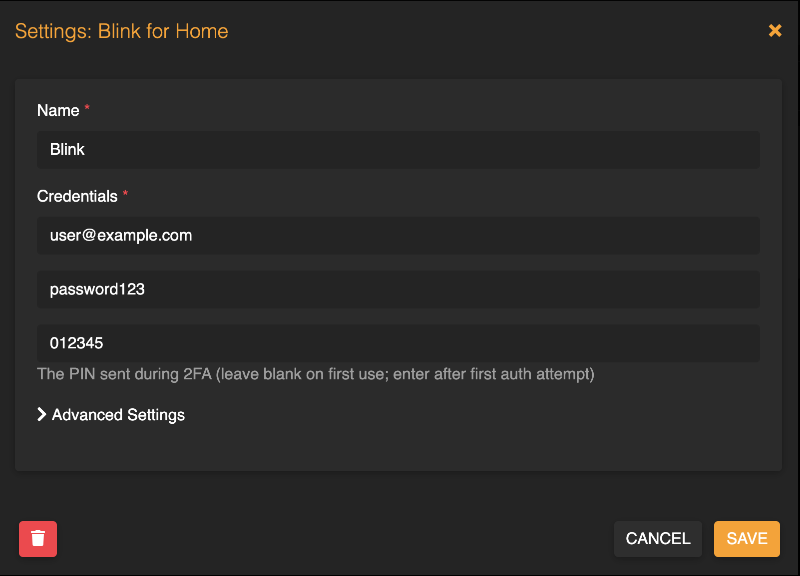 Settings: Blink for Home
Name *
Blink
Credentials *
user@example.com
password123
012345
The PIN sent during 2FA (leave blank on first use; enter after first auth attempt)
Advanced Settings
CANCEL
SAVE